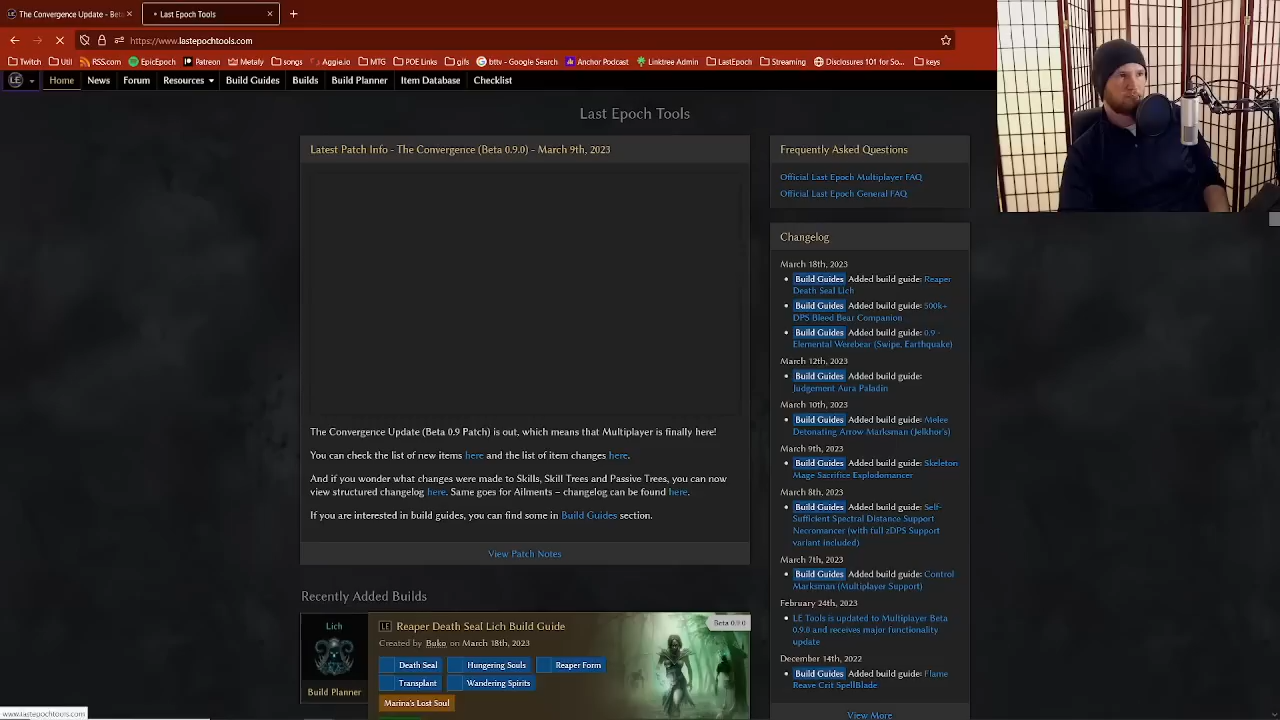 The Convergence Update - Beta
Last Epoch Tools
https://www.lastepochtools.com
Twitch Util RSS.com EpicEpoch Patreon Metafy songs Aggie.io MTG POE Links gifs bttv - Google Search Anchor Podcast Linktree Admin LastEpoch Streaming Disclosures 101 for So... keys
LE Home News Forum Resources Build Guides Builds Build Planner Item Database Checklist
Last Epoch Tools
Latest Patch Info - The Convergence (Beta 0.9.0) - March 9th, 2023
The Convergence Update (Beta 0.9 Patch) is out, which means that Multiplayer is finally here!
You can check the list of new items here and the list of item changes here.
And if you wonder what changes were made to Skills, Skill Trees and Passive Trees, you can now
view structured changelog here. Same goes for Ailments – changelog can be found here.
If you are interested in build guides, you can find some in Build Guides section.
View Patch Notes
Recently Added Builds
Lich
Build Planner
LE Reaper Death Seal Lich Build Guide
Beta 0.9.0
Created by Buko on March 18th, 2023
Death Seal Hungering Souls Reaper Form
Transplant Wandering Spirits
Marina's Lost Soul
Frequently Asked Questions
Official Last Epoch Multiplayer FAQ
Official Last Epoch General FAQ
Changelog
March 18th, 2023
Build Guides Added build guide: Reaper
Death Seal Lich
Build Guides Added build guide: 500k+
DPS Bleed Bear Companion
Build Guides Added build guide: 0.9 -
Elemental Werebear (Swipe, Earthquake)
March 12th, 2023
Build Guides Added build guide:
Judgement Aura Paladin
March 10th, 2023
Build Guides Added build guide: Melee
Detonating Arrow Marksman (Jelkhor's)
March 9th, 2023
Build Guides Added build guide: Skeleton
Mage Sacrifice Explodomancer
March 8th, 2023
Build Guides Added build guide: Self-
Sufficient Spectral Distance Support
Necromancer (with full 2DPS Support
variant included)
March 7th, 2023
Build Guides Added build guide: Control
Marksman (Multiplayer Support)
February 24th, 2023
LE Tools is updated to Multiplayer Beta
0.9.0 and receives major functionality
update
December 14th, 2022
Build Guides Added build guide: Flame
Reave Crit SpellBlade
View More
www.lastepochtools.com